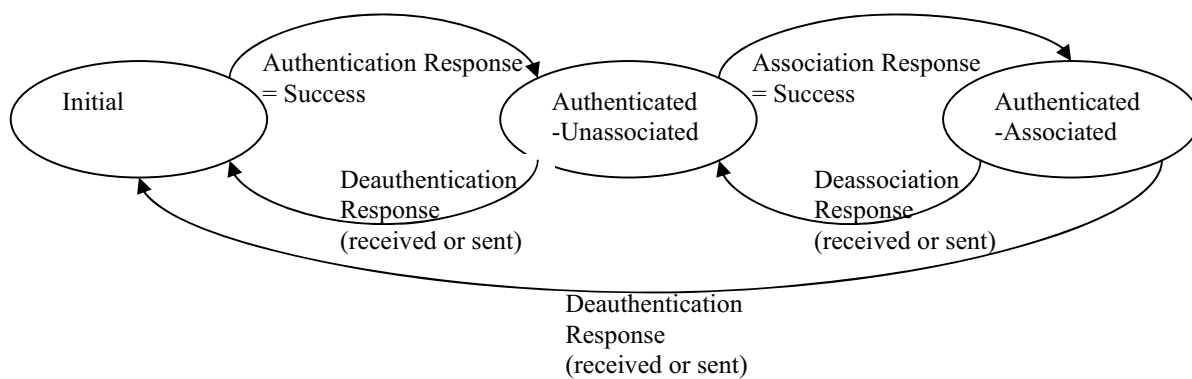 Initial
Authentication Response
= Success
Authenticated
-Unassociated
Association Response
= Success
Authenticated
-Associated
Deauthentication
Response
(received or sent)
Deassociation
Response
(received or sent)
Deauthentication
Response
(received or sent)